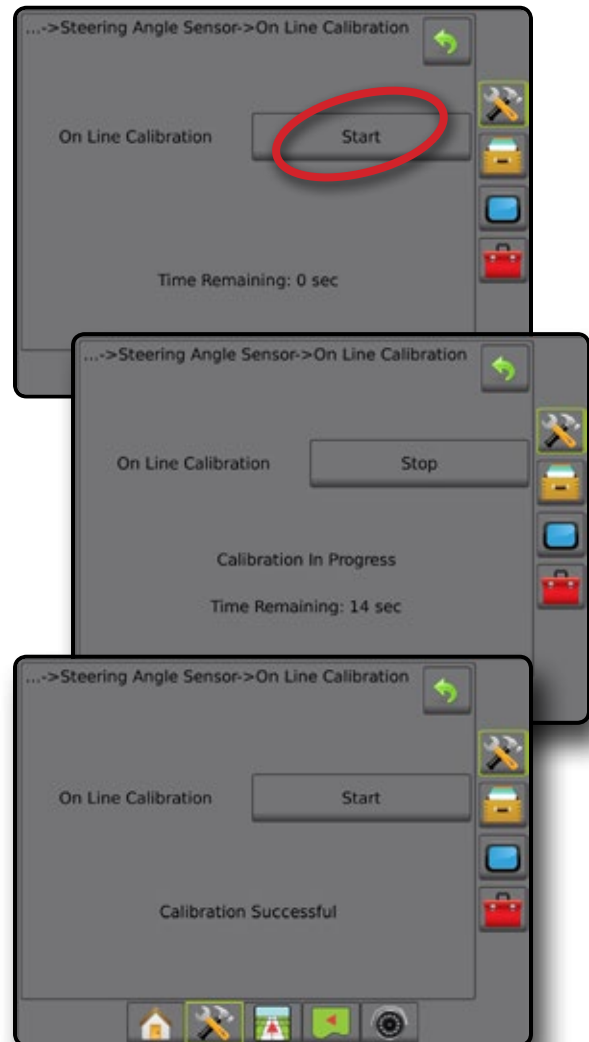 ...->Steering Angle Sensor->On Line Calibration
On Line Calibration
Start
Time Remaining: 0 sec
...->Steering Angle Sensor->On Line Calibration
On Line Calibration
Stop
Calibration In Progress
Time Remaining: 14 sec
...->Steering Angle Sensor->On Line Calibration
On Line Calibration
Start
Calibration Successful